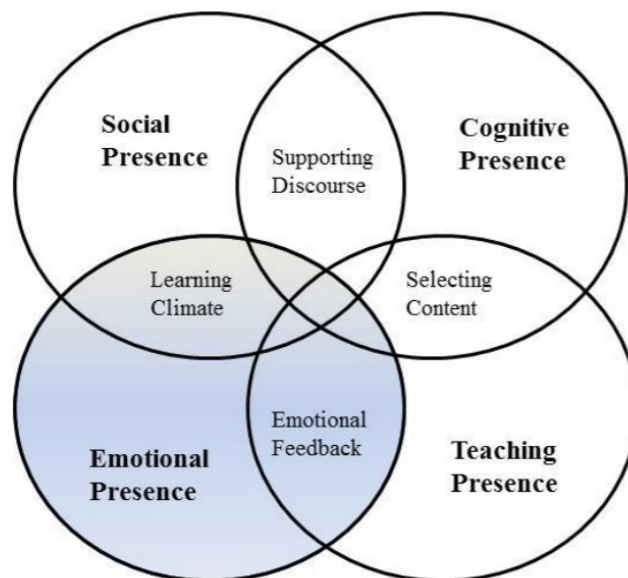 Social
Presence
Supporting
Discourse
Cognitive
Presence
Learning
Climate
Selecting
Content
Emotional
Presence
Emotional
Feedback
Teaching
Presence